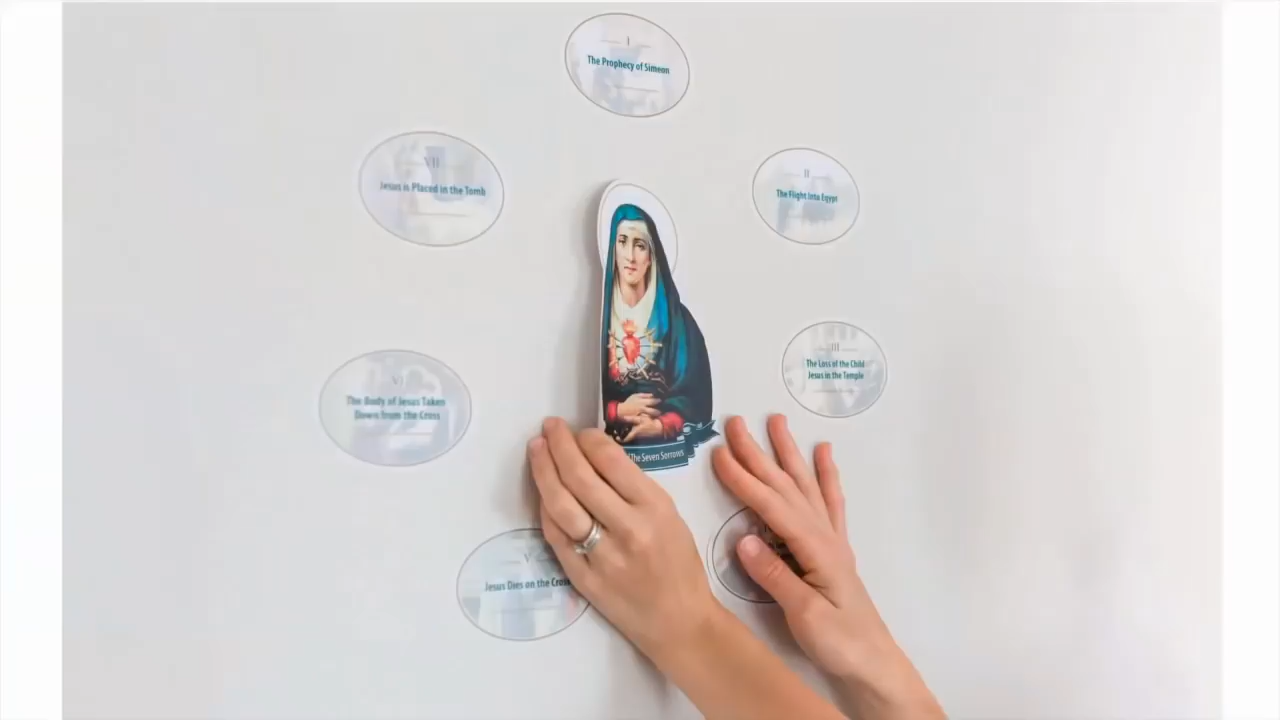 I
The Prophecy of Simeon
II
The Flight Into Egypt
III
The Loss of the Child
Jesus in the Temple
V
Jesus Dies on the Cross
VI
The Body of Jesus Taken
Down from the Cross
VII
Jesus is Placed in the Tomb
The Seven Sorrows